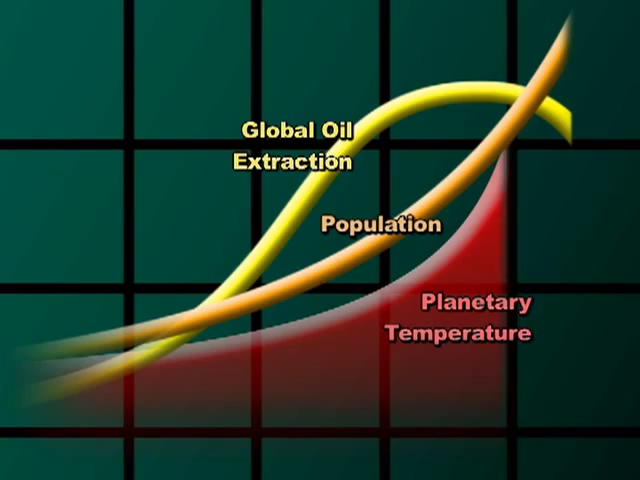 Global Oil
Extraction
Population
Planetary
Temperature